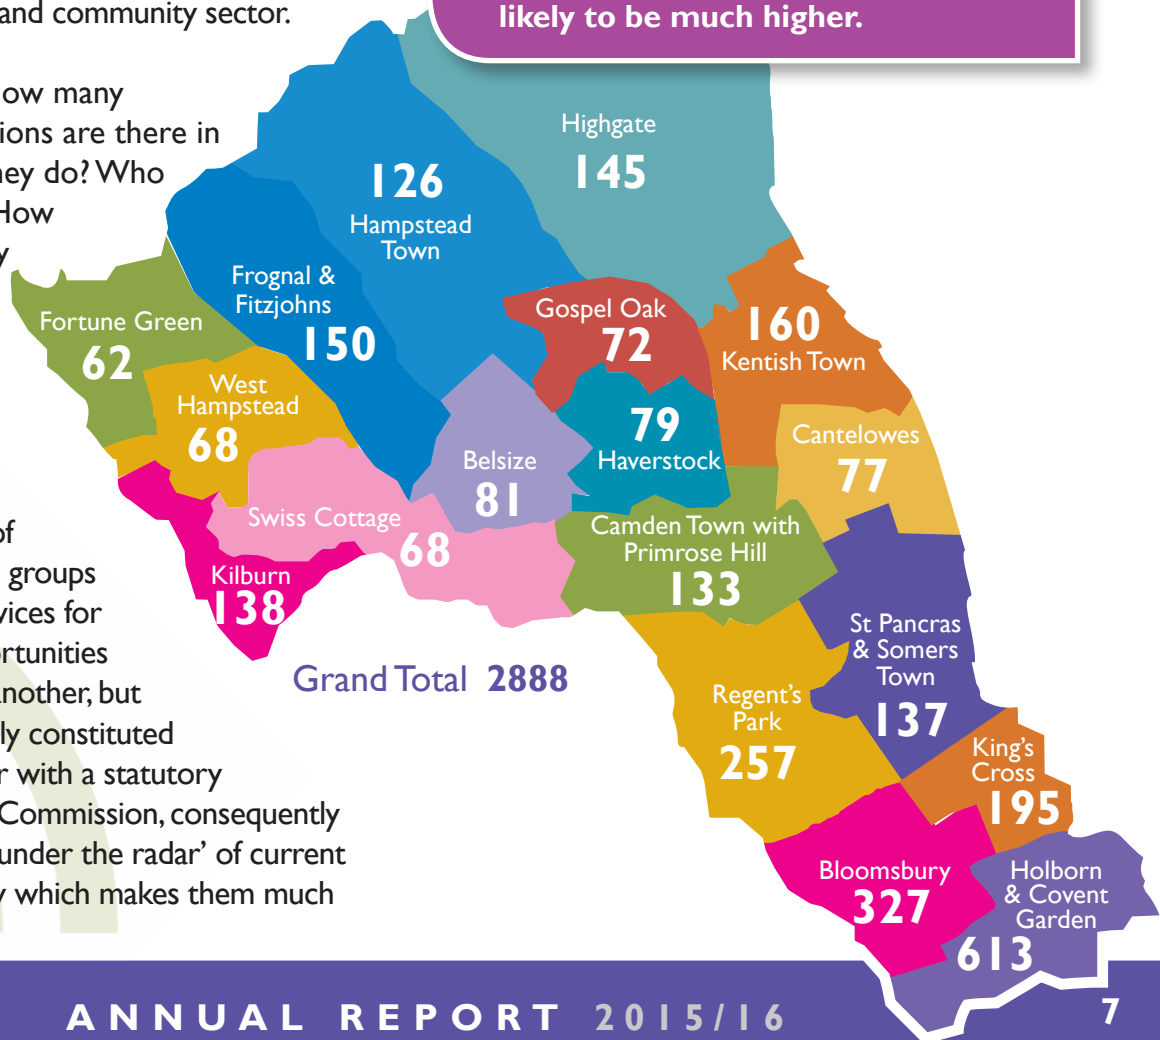 and community sector.
likely to be much higher.
ow many
ions are there in
ney do? Who
How
y
Highgate
145
126
Hampstead
Town
Frognal &
Fitzjohns
150
Fortune Green
62
West
Hampstead
68
Gospel Oak
72
160
Kentish Town
79
Haverstock
Cantelowes
77
Belsize
81
Swiss Cottage
68
Camden Town with
Primrose Hill
133
Kilburn
138
St Pancras
& Somers
Town
137
Grand Total 2888
Regent's
Park
257
King's
Cross
195
Bloomsbury
327
Holborn
& Covent
Garden
613
of
groups
vices for
rtunities
another, but
ly constituted
r with a statutory
Commission, consequently
under the radar' of current
y which makes them much
ANNUAL REPORT 2015/16
7